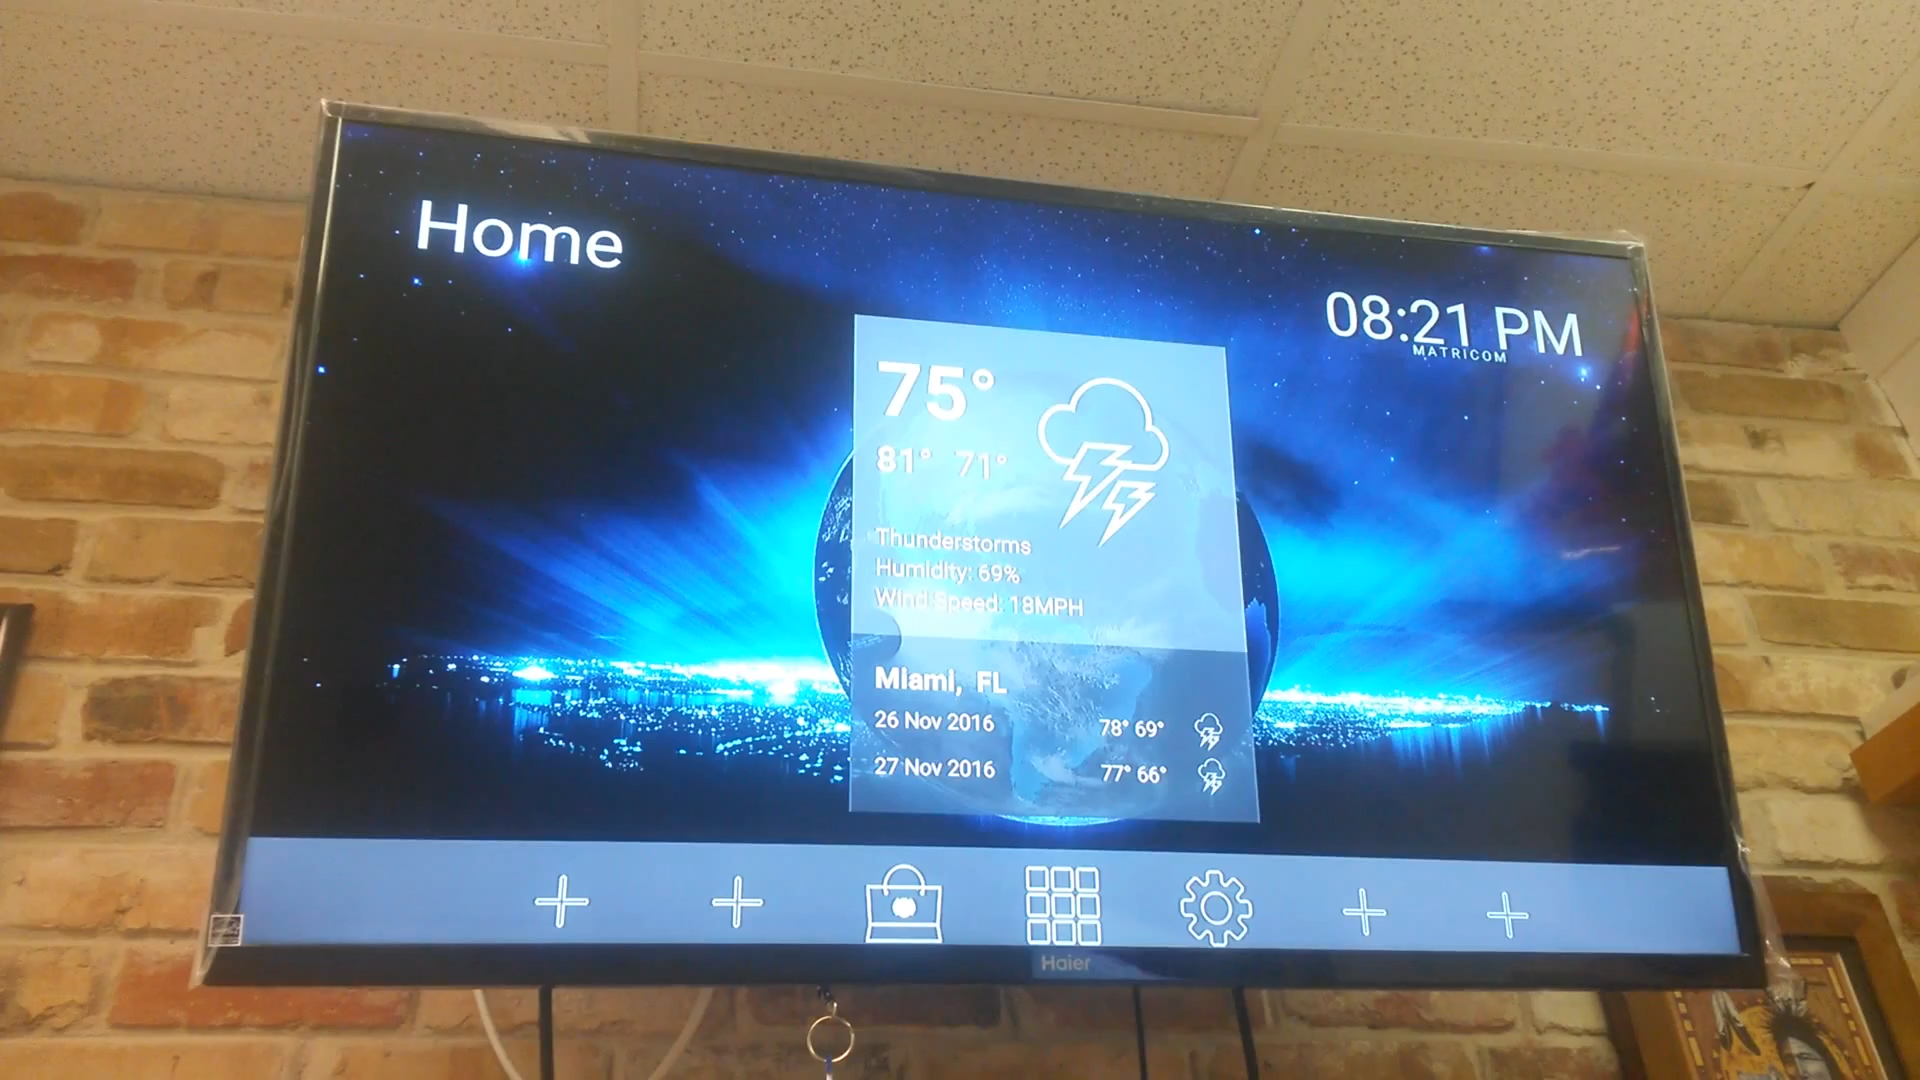 Home
08:21 PM
MATRICOM
75°
81° 71°
Thunderstorms
Humidity: 69%
Wind Speed: 18MPH
Miami, FL
26 Nov 2016 78° 69°
27 Nov 2016 77° 66°
Haier